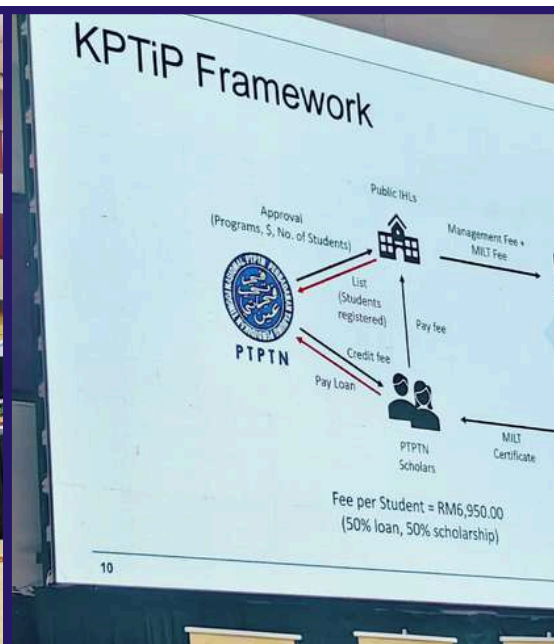 KPTiP Framework
Public IHLs
Approval
(Programs, $, No. of Students)
Management Fee +
MILT Fee
List
(Students
registered)
Pay fee
PTPTN
Credit fee
Pay Loan
PTPTN
Scholars
MILT
Certificate
Fee per Student = RM6,950.00
(50% loan, 50% scholarship)
10